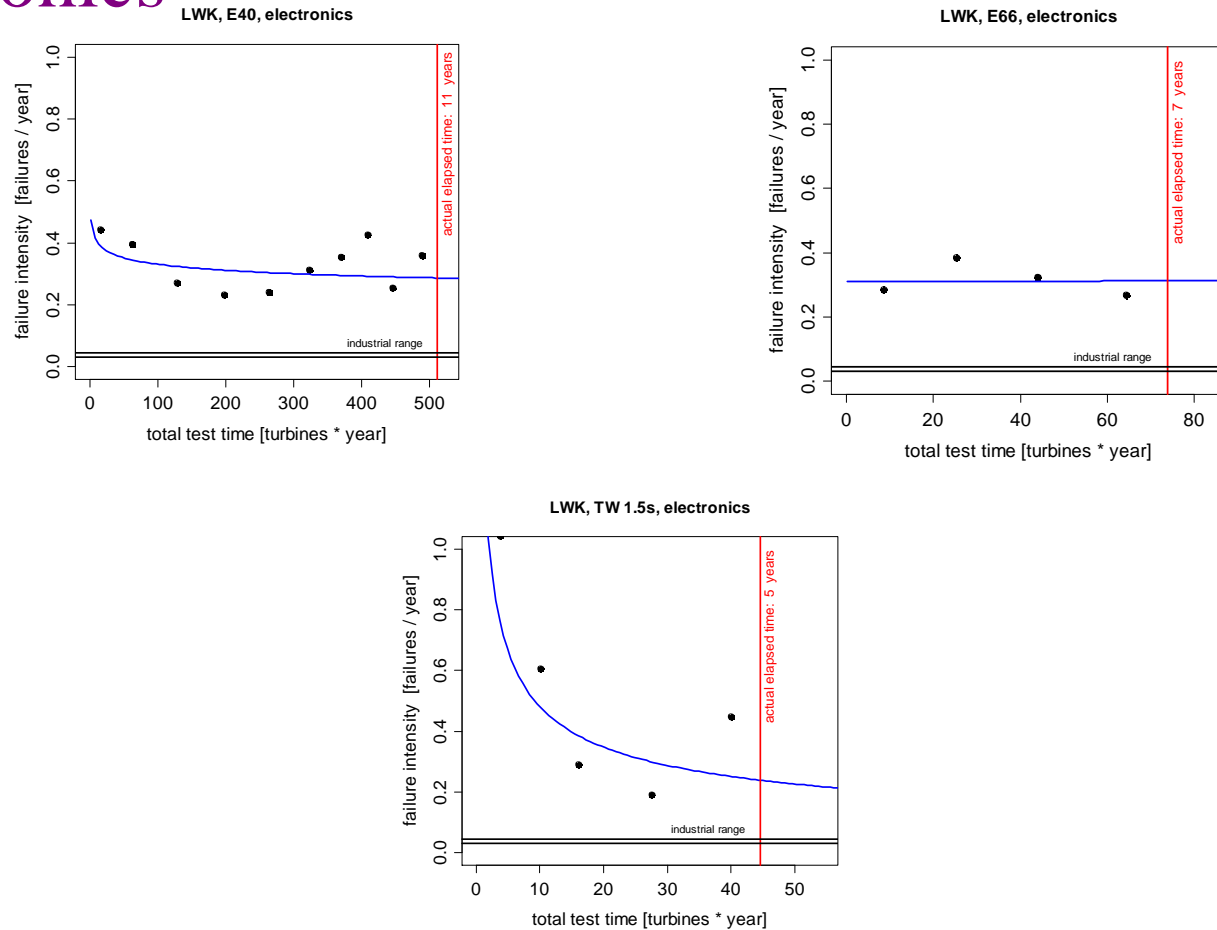 LWK, E40, electronics
failure intensity [failures / year]
0.0 0.2 0.4 0.6 0.8 1.0
actual elapsed time: 11 years
industrial range
0 100 200 300 400 500
total test time [turbines * year]
LWK, E66, electronics
failure intensity [failures / year]
0.0 0.2 0.4 0.6 0.8 1.0
actual elapsed time: 7 years
industrial range
0 20 40 60 80
total test time [turbines * year]
LWK, TW 1.5s, electronics
failure intensity [failures / year]
0.0 0.2 0.4 0.6 0.8 1.0
actual elapsed time: 5 years
industrial range
0 10 20 30 40 50
total test time [turbines * year]